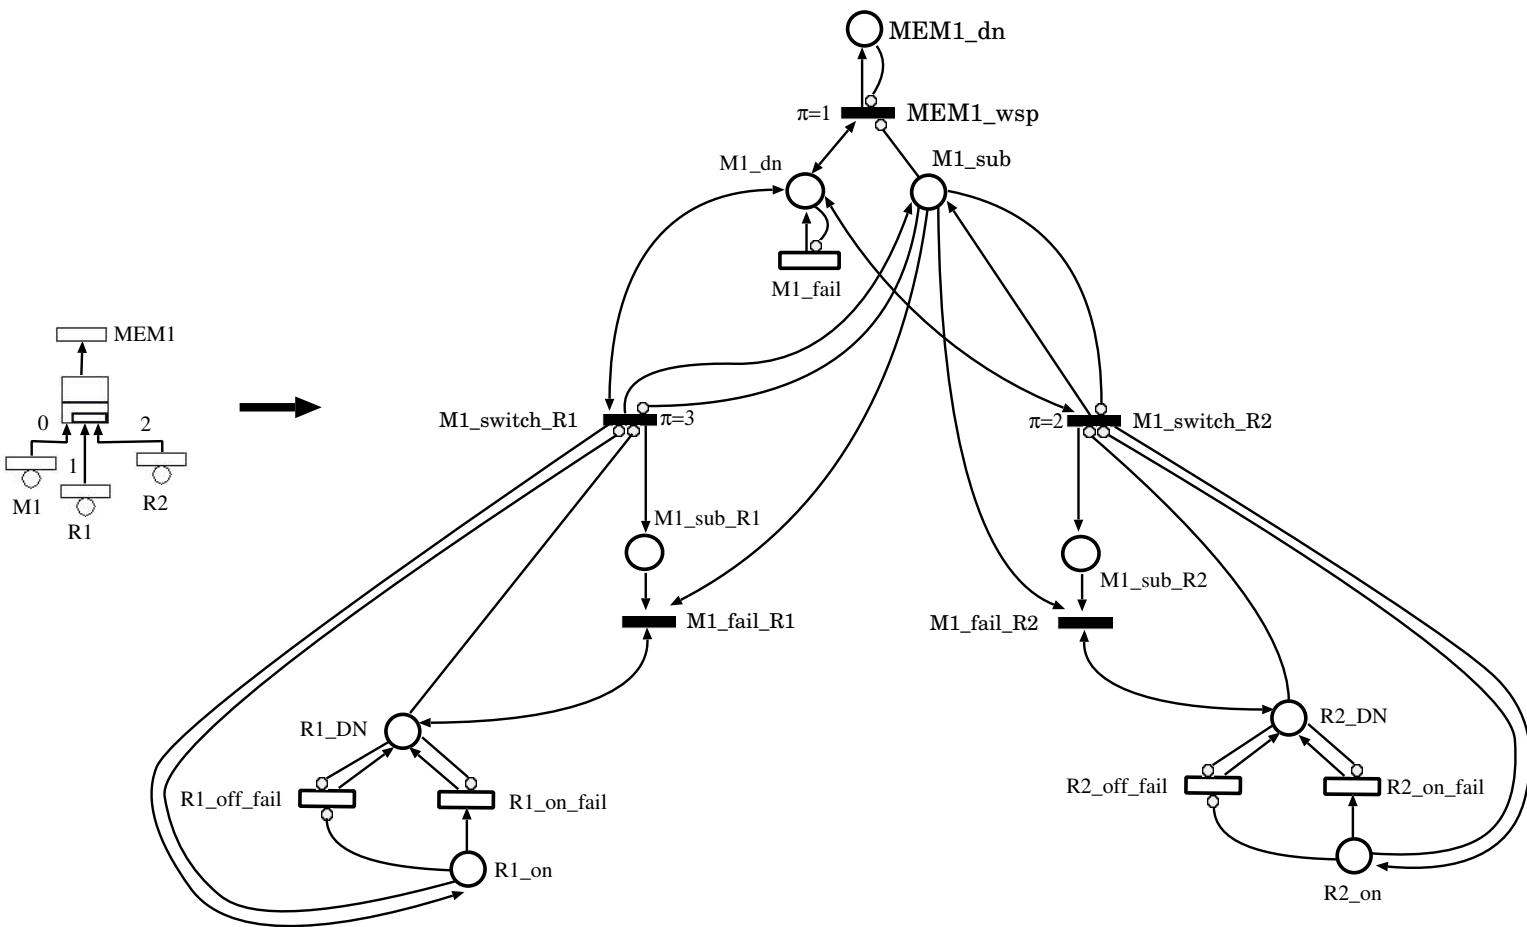 MEM1_dn
π=1
MEM1_wsp
M1_dn
M1_sub
M1_fail
MEM1
0
2
1
M1
R1
R2
M1_switch_R1
π=3
π=2
M1_switch_R2
M1_sub_R1
M1_sub_R2
M1_fail_R1
M1_fail_R2
R1_DN
R2_DN
R1_off_fail
R1_on_fail
R2_off_fail
R2_on_fail
R1_on
R2_on